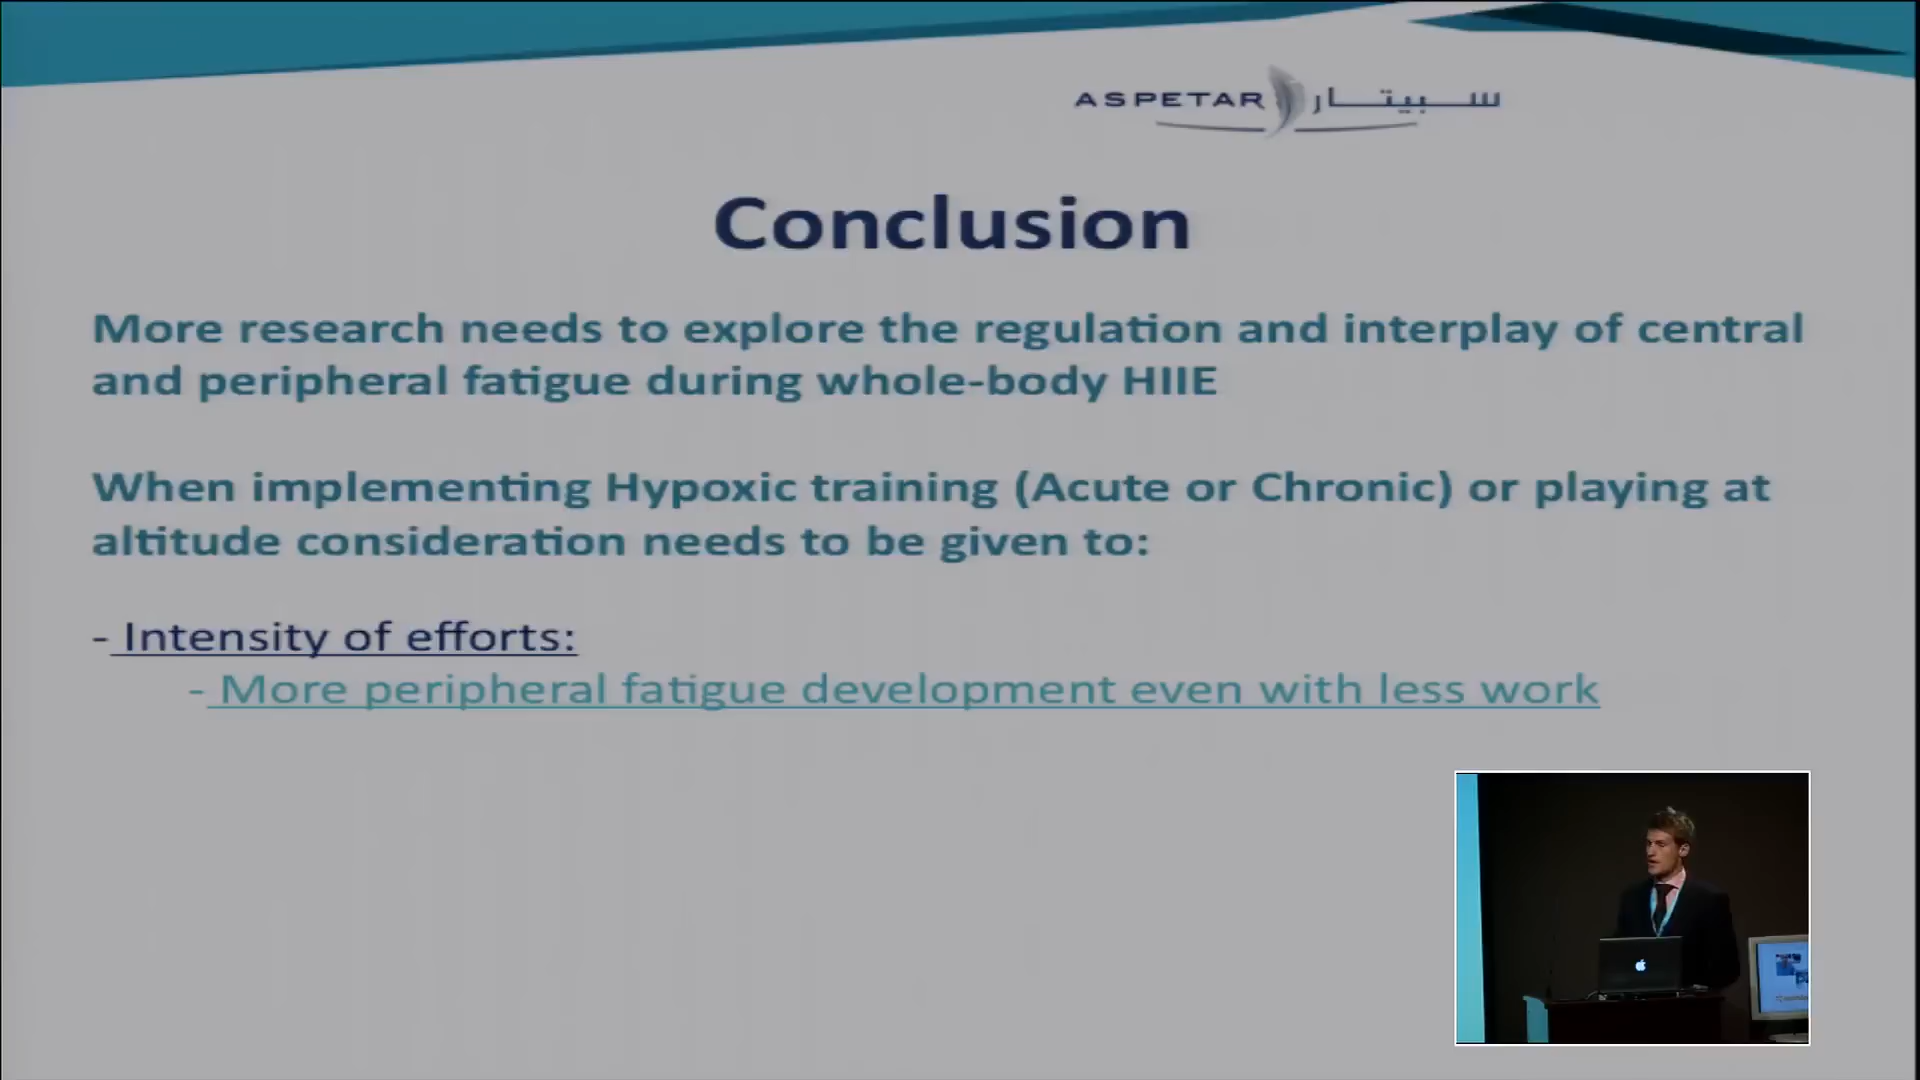 ASPETAR سبيتار
Conclusion
More research needs to explore the regulation and interplay of central
and peripheral fatigue during whole-body HIIE
When implementing Hypoxic training (Acute or Chronic) or playing at
altitude consideration needs to be given to:
- Intensity of efforts:
- More peripheral fatigue development even with less work